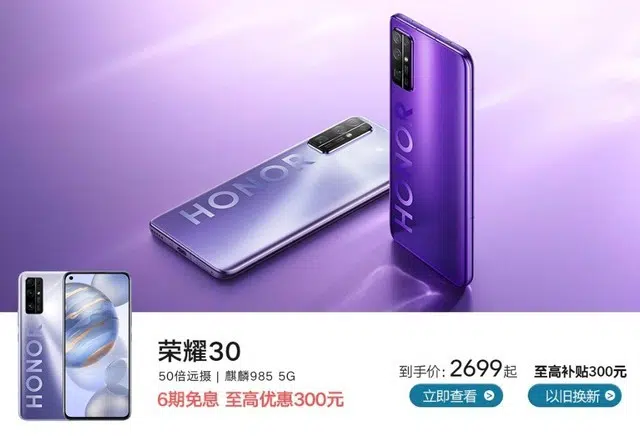 HONOR
HONOR
HONOR
荣耀30
50倍远摄 | 麒麟985 5G
6期免息 至高优惠300元
到手价: 2699起
立即查看 >
至高补贴300元
以旧换新 >